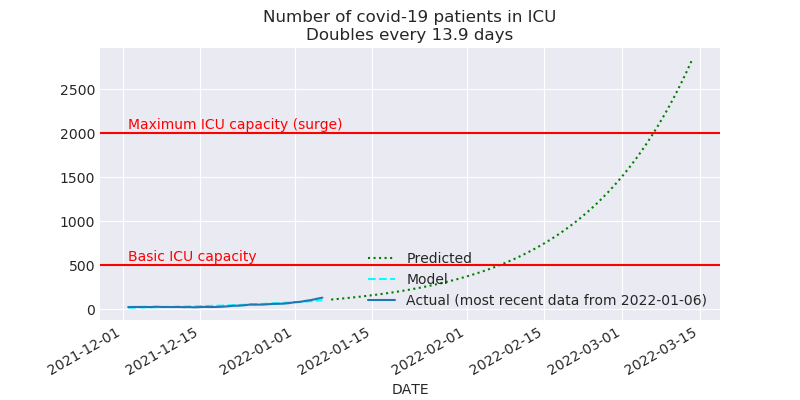 Number of covid-19 patients in ICU
Doubles every 13.9 days
2500
2000
1500
1000
500
0
Maximum ICU capacity (surge)
Basic ICU capacity
Predicted
Model
Actual (most recent data from 2022-01-06)
2021-12-01
2021-12-15
2022-01-01
2022-01-15
2022-02-01
2022-02-15
2022-03-01
2022-03-15
DATE